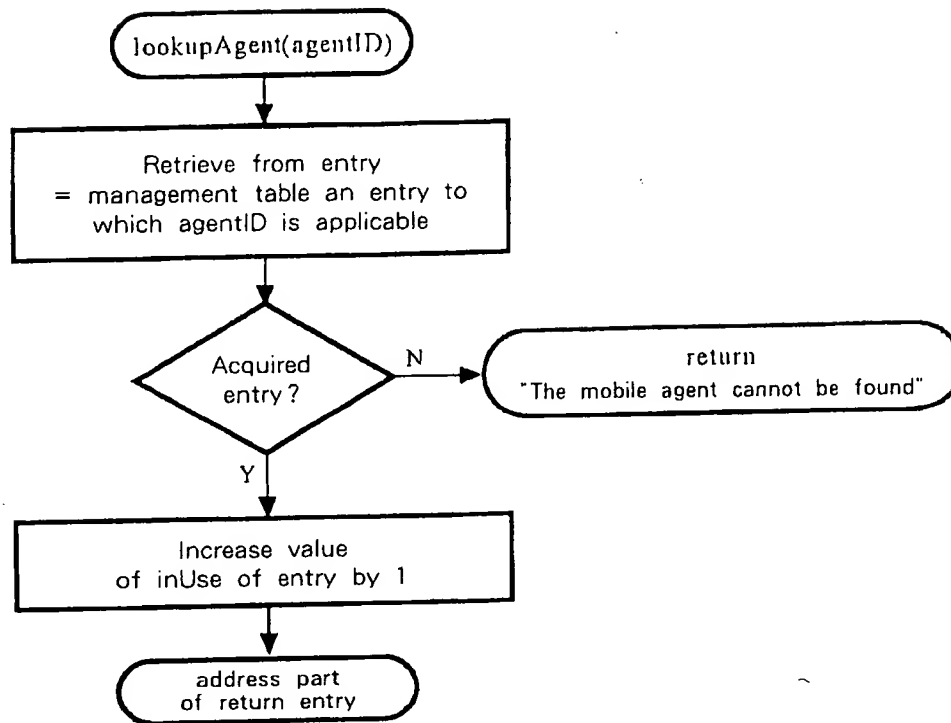 lookupAgent(agentID)
Retrieve from entry
= management table an entry to
which agentID is applicable
Acquired
entry?
N
return
"The mobile agent cannot be found"
Y
Increase value
of inUse of entry by 1
address part
of return entry